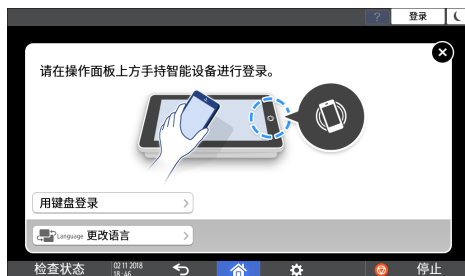 ? 登录
请在操作面板上方手持智能设备进行登录。
用键盘登录
Language 更改语言
检查状态 02 11 2018 停止
18:46